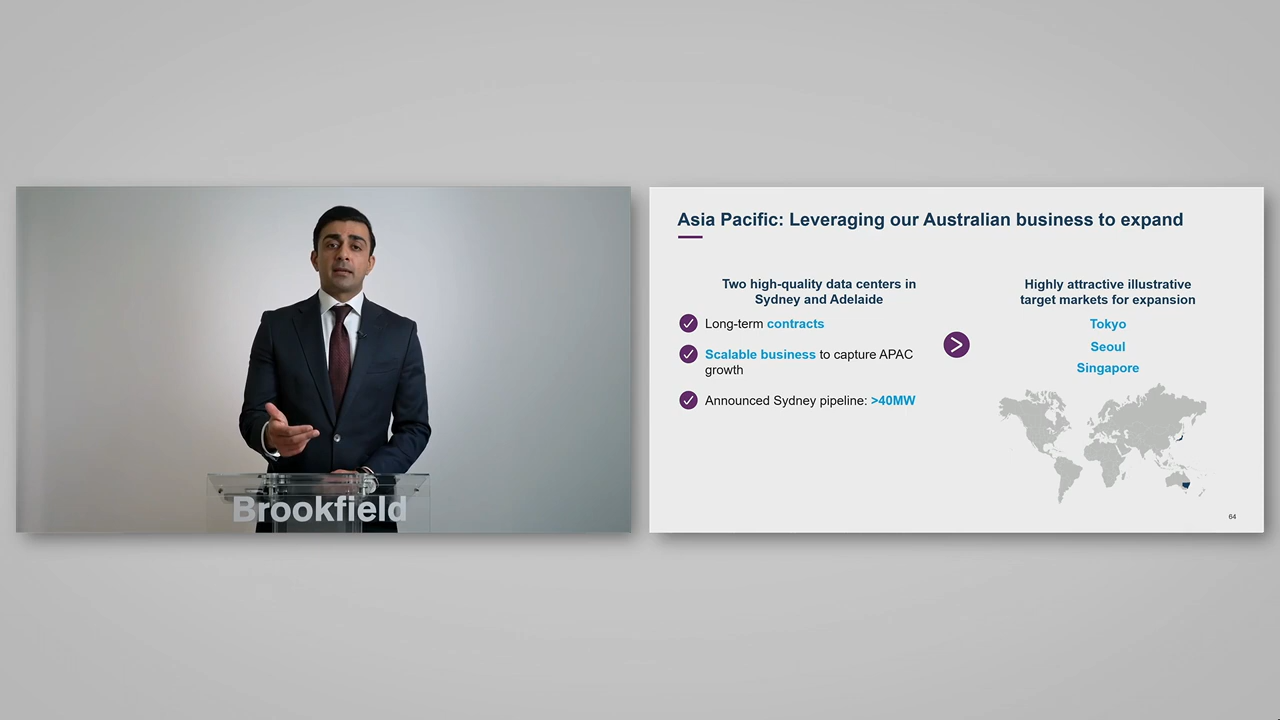 Brookfield
Asia Pacific: Leveraging our Australian business to expand
Two high-quality data centers in
Sydney and Adelaide
Long-term contracts
Scalable business to capture APAC
growth
Announced Sydney pipeline: >40MW
Highly attractive illustrative
target markets for expansion
Tokyo
Seoul
Singapore
64